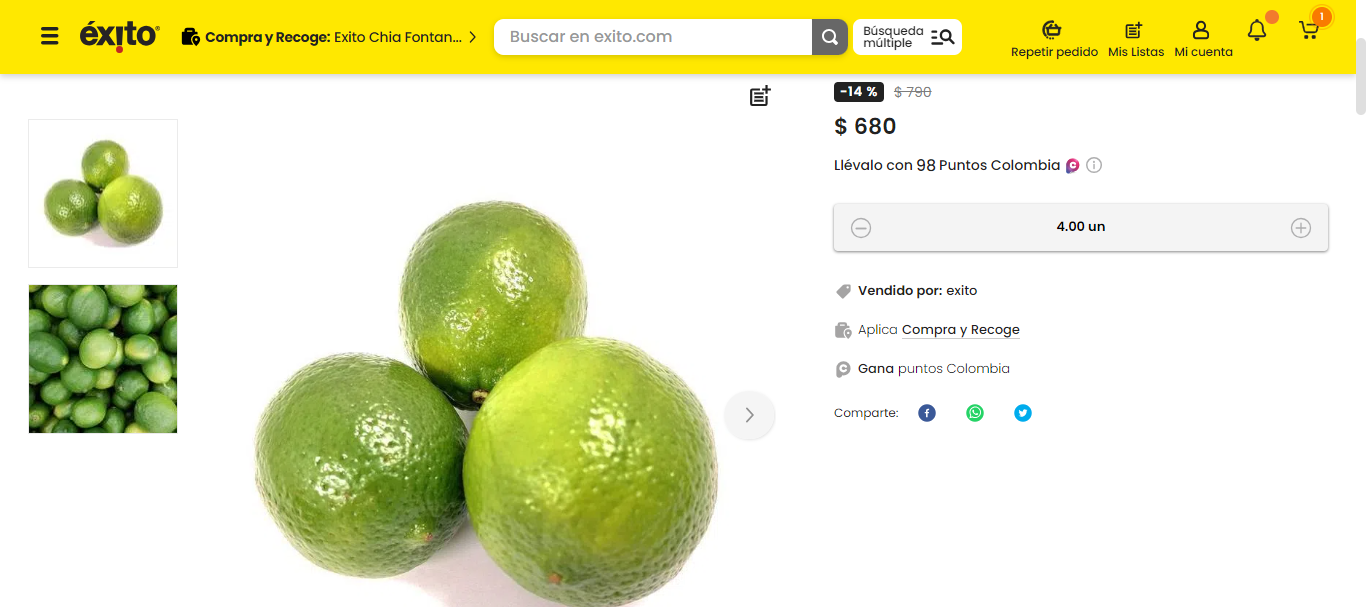 éxito
Compra y Recoge: Exito Chia Fontan...
Buscar en exito.com
Búsqueda
múltiple
Repetir pedido
Mis Listas
Mi cuenta
1
-14 %
$ 790
$ 680
Llévalo con 98 Puntos Colombia
4.00 un
Vendido por: exito
Aplica Compra y Recoge
Gana puntos Colombia
Comparte: